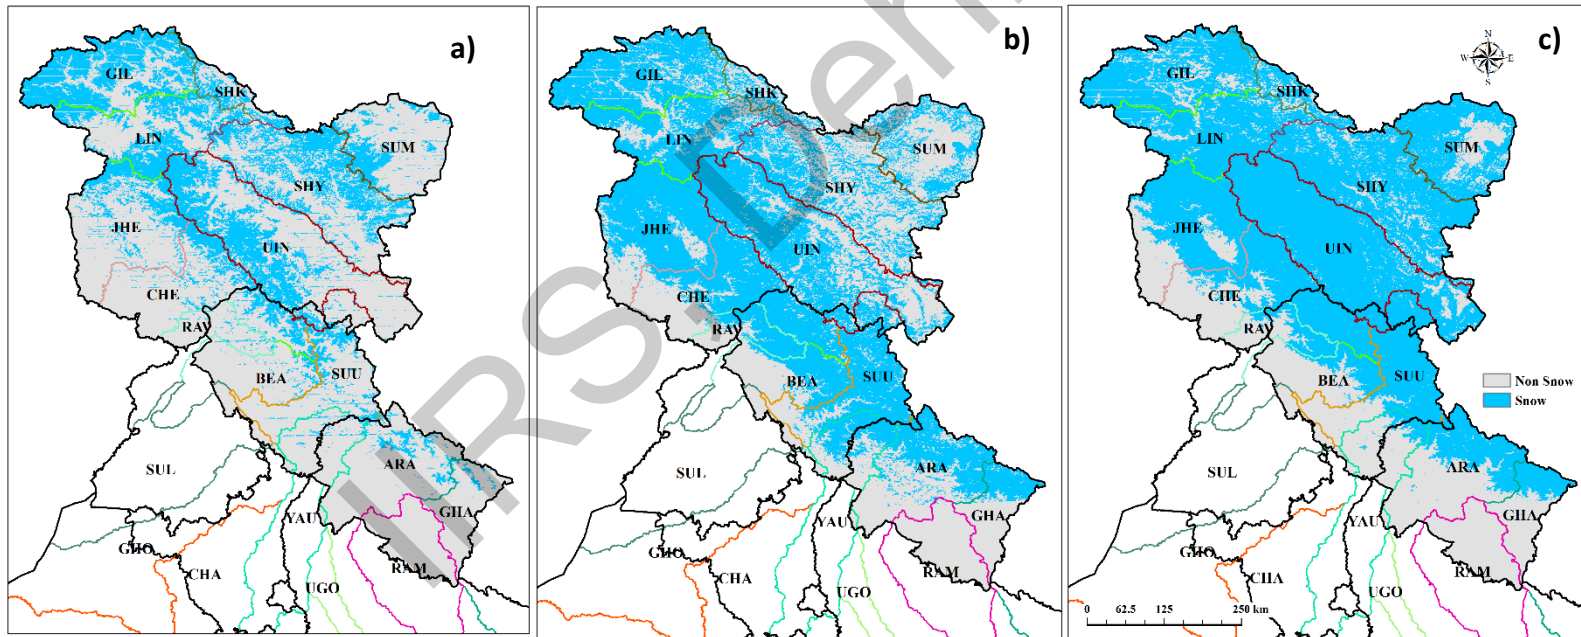 a)
GIL
SHK
LIN
SUM
SHY
JHE
UIN
CHE
RAV
BEA
SUU
ARA
SUL
GHA
YAU
GHO
CHA
UGO
RAM
b)
GIL
SHK
LIN
SUM
SHY
JHE
UIN
CHE
RAV
BEA
SUU
ARA
SUL
GHA
YAU
GHO
CHA
UGO
RAM
c)
N
W E
S
GIL
SHK
LIN
SUM
SHY
JHE
UIN
CHE
RAV
BEA
SUU
Non Snow
Snow
ARA
SUL
GHA
YAU
GHO
CHA
UGO
RAM
0 62.5 125 250 km
IIRS, Dehr